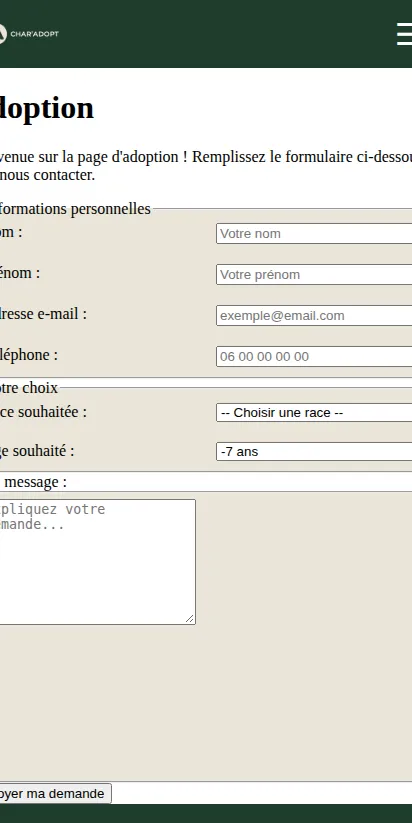 CHAR'ADOPT
doption
venue sur la page d'adoption ! Remplissez le formulaire ci-dessou
nous contacter.
formations personnelles
om :
Votre nom
énom :
Votre prénom
resse e-mail :
exemple@email.com
léphone :
06 00 00 00 00
tre choix
ce souhaitée :
-- Choisir une race --
ge souhaité :
-7 ans
message :
pliquez votre
mande...
oyer ma demande